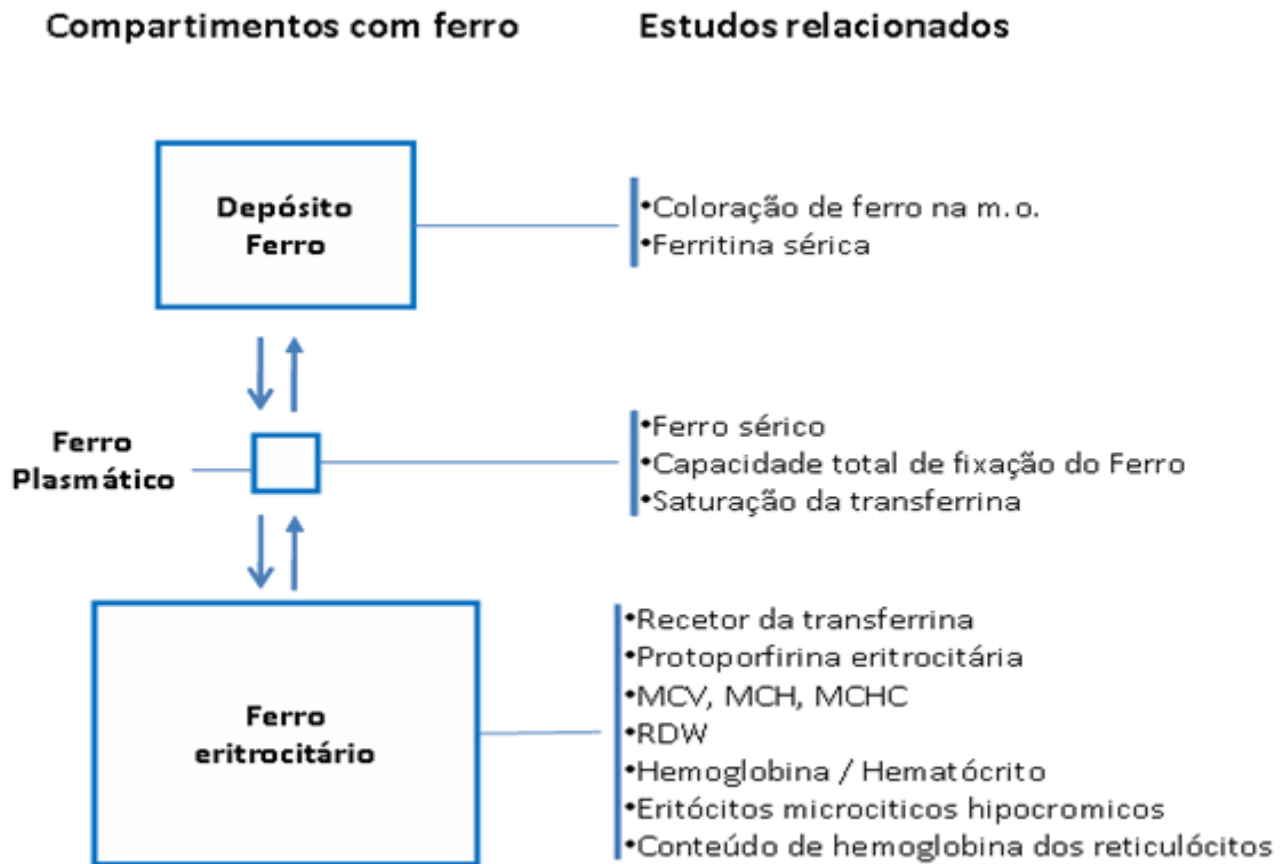 Compartimentos com ferro
Estudos relacionados
Depósito
Ferro
•Coloração de ferro na m.o.
•Ferritina sérica
Ferro
Plasmático
•Ferro sérico
•Capacidade total de fixação do Ferro
•Saturação da transferrina
Ferro
eritrocitário
•Recetor da transferrina
•Protoporfirina eritrocitária
•MCV, MCH, MCHC
•RDW
•Hemoglobina / Hematócrito
•Eritócitos microciticos hipocromicos
•Conteúdo de hemoglobina dos reticulócitos